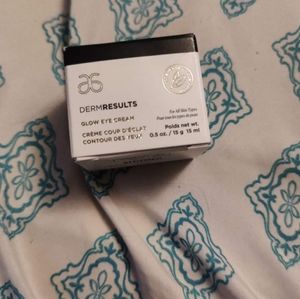 DERMRESULTS
GLOW EYE CREAM
CRÈME COUP D'ÉCLAT
CONTOUR DES YEUX
For All Skin Types
Pour tous les types de peau
Poids net wt.
0.5 oz. / 15 g 15 ml